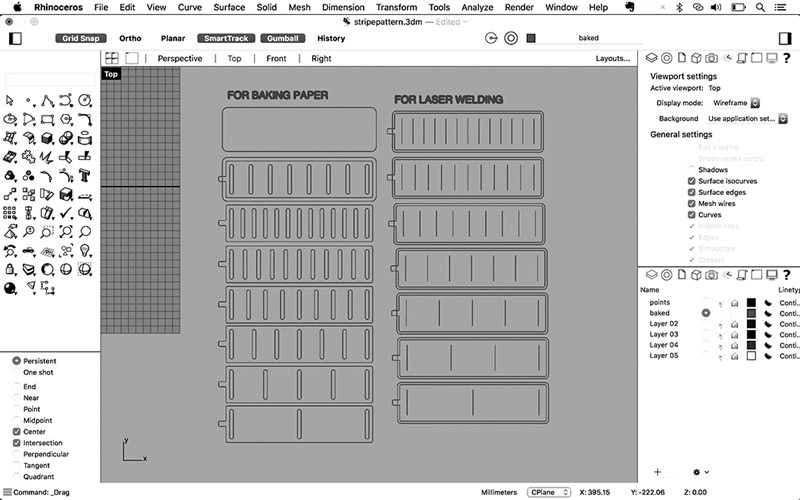 Rhinoceros File Edit View Curve Surface Solid Mesh Dimension Transform Tools Analyze Render Window Help
stripepattern.3dm — Edited
Grid Snap Ortho Planar SmartTrack Gumball History baked
Perspective Top Front Right Layouts...
Top
FOR BAKING PAPER
FOR LASER WELDING
y
x
Viewport settings
Active viewport: Top
Display mode: Wireframe
Background Use application set...
General settings
Flat shading
Shade vertex colors
Shadows
Surface isocurves
Surface edges
Mesh wires
Curves
Hidden lines
Edges
Silhouettes
Creases
Name Material Linety
points Conti...
baked Conti...
Layer 02 Conti...
Layer 03 Conti...
Layer 04 Conti...
Layer 05 Conti...
Persistent
One shot
End
Near
Point
Midpoint
Center
Intersection
Perpendicular
Tangent
Quadrant
Command: _Drag
Millimeters CPlane X: 395.15 Y: -222.06 Z: 0.00